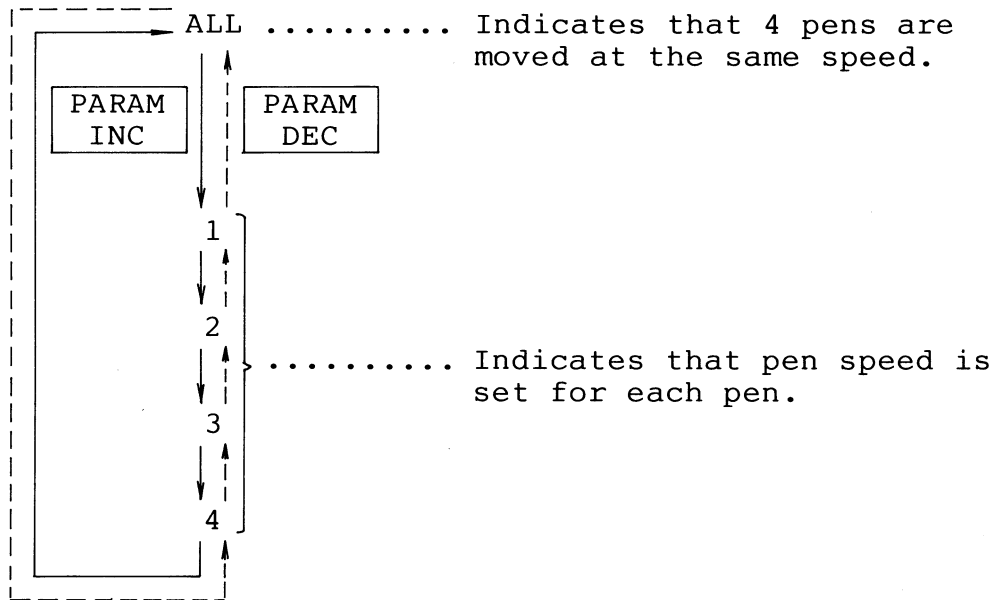 ALL .......... Indicates that 4 pens are
moved at the same speed.
PARAM
INC
PARAM
DEC
1
2
3
4
.......... Indicates that pen speed is
set for each pen.